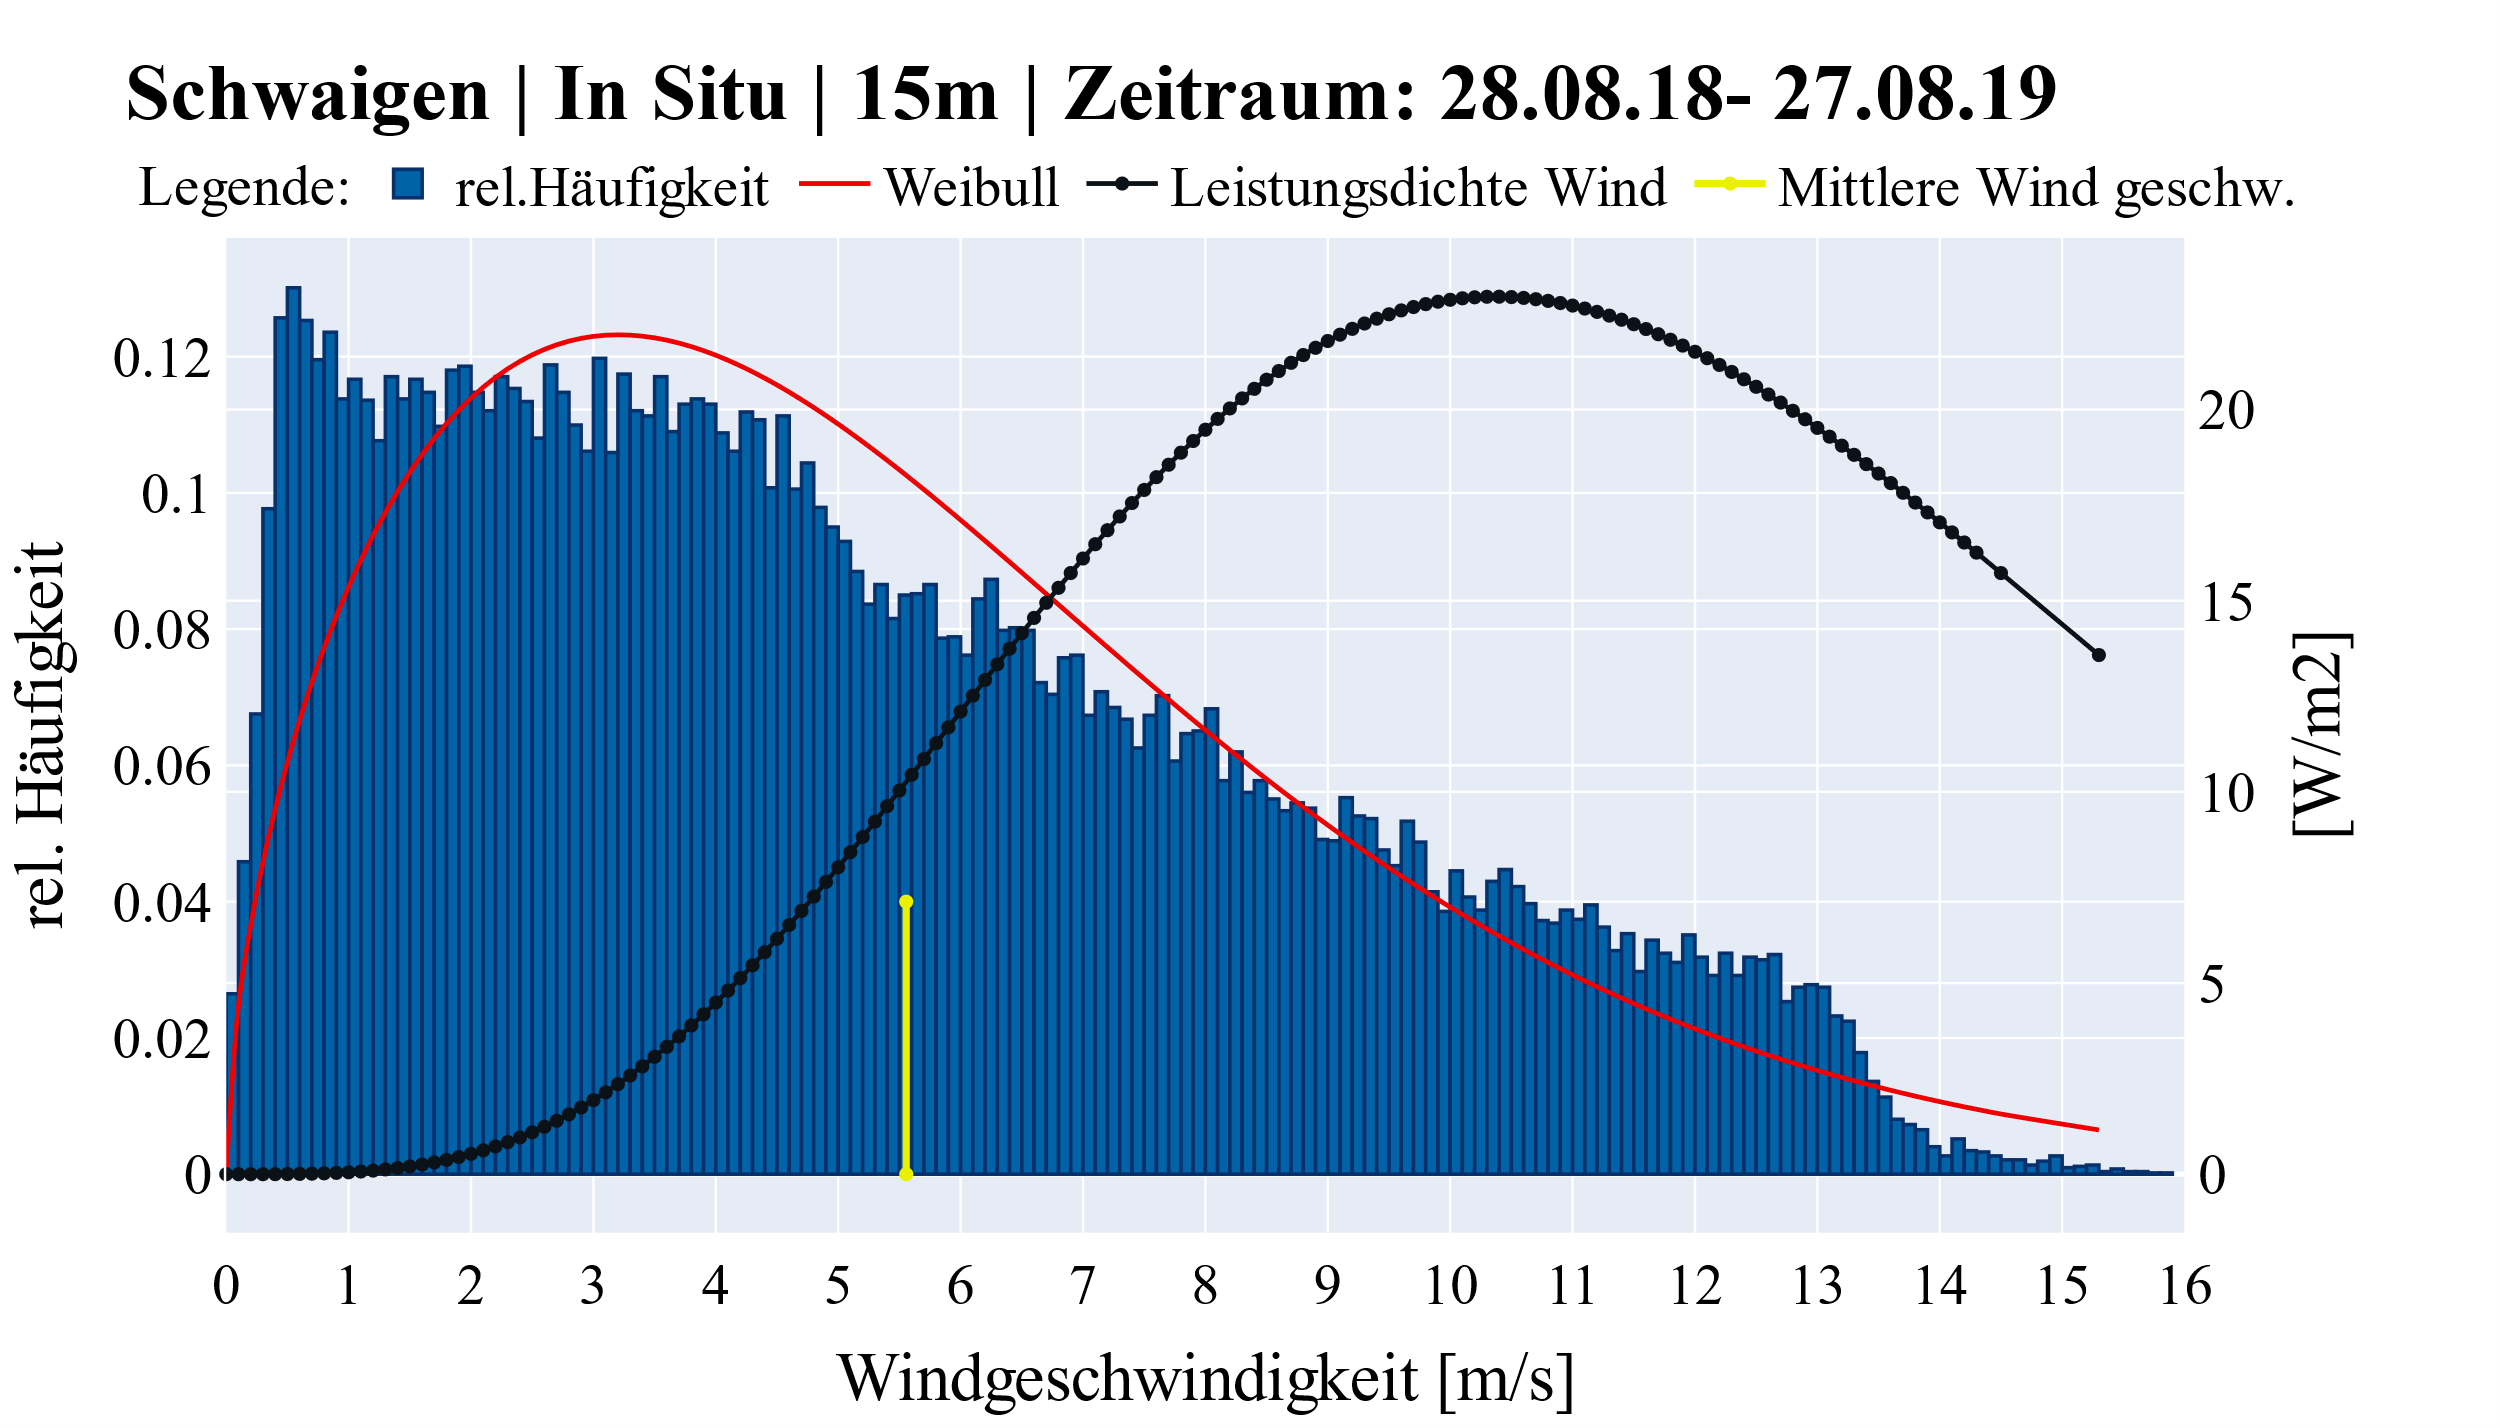 Schwaigen | In Situ | 15m | Zeitraum: 28.08.18- 27.08.19
Legende: rel.Häufigkeit Weibull Leistungsdichte Wind Mittlere Wind geschw.
rel. Häufigkeit
0.12
0.1
0.08
0.06
0.04
0.02
0
20
15
10
5
0
[W/m2]
0 1 2 3 4 5 6 7 8 9 10 11 12 13 14 15 16
Windgeschwindigkeit [m/s]